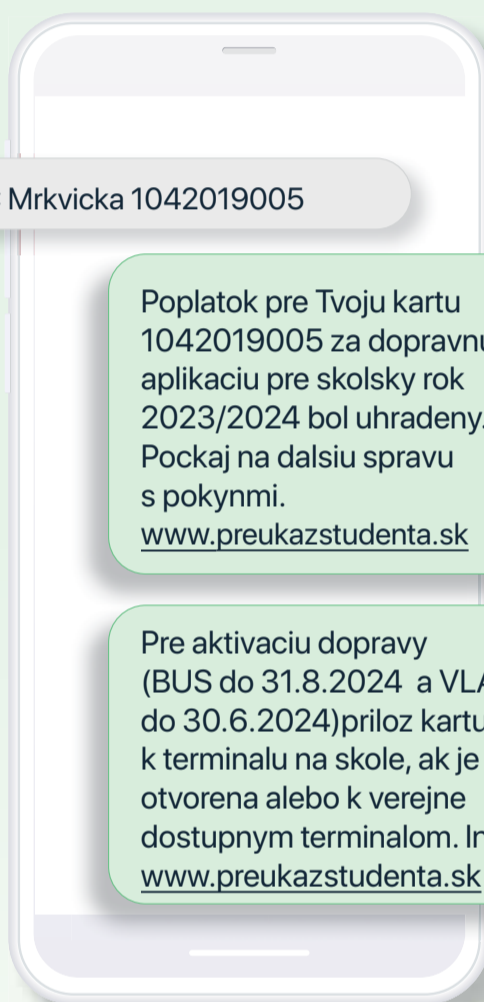 Mrkvicka 1042019005
Poplatok pre Tvoju kartu
1042019005 za dopravnu
aplikaciu pre skolsky rok
2023/2024 bol uhradeny.
Pockaj na dalsiu spravu
s pokynmi.
www.preukazstudenta.sk
Pre aktivaciu dopravy
(BUS do 31.8.2024 a
do 30.6.2024)priloz kartu
k terminalu na skole, ak je
otvorena alebo k verejne
dostupnym terminalom.
www.preukazstudenta.sk